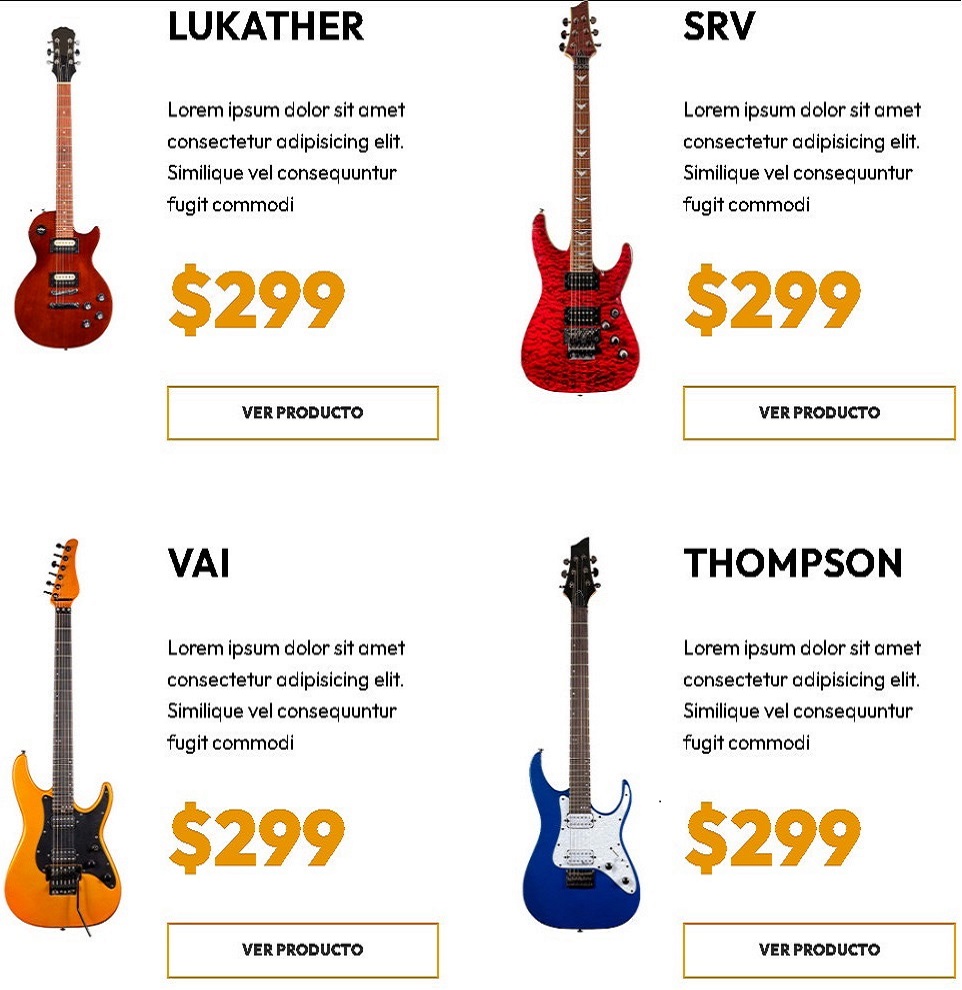 LUKATHER
Lorem ipsum dolor sit amet
consectetur adipisicing elit.
Similique vel consequuntur
fugit commodi
$299
VER PRODUCTO
SRV
Lorem ipsum dolor sit amet
consectetur adipisicing elit.
Similique vel consequuntur
fugit commodi
$299
VER PRODUCTO
VAI
Lorem ipsum dolor sit amet
consectetur adipisicing elit.
Similique vel consequuntur
fugit commodi
$299
VER PRODUCTO
THOMPSON
Lorem ipsum dolor sit amet
consectetur adipisicing elit.
Similique vel consequuntur
fugit commodi
$299
VER PRODUCTO